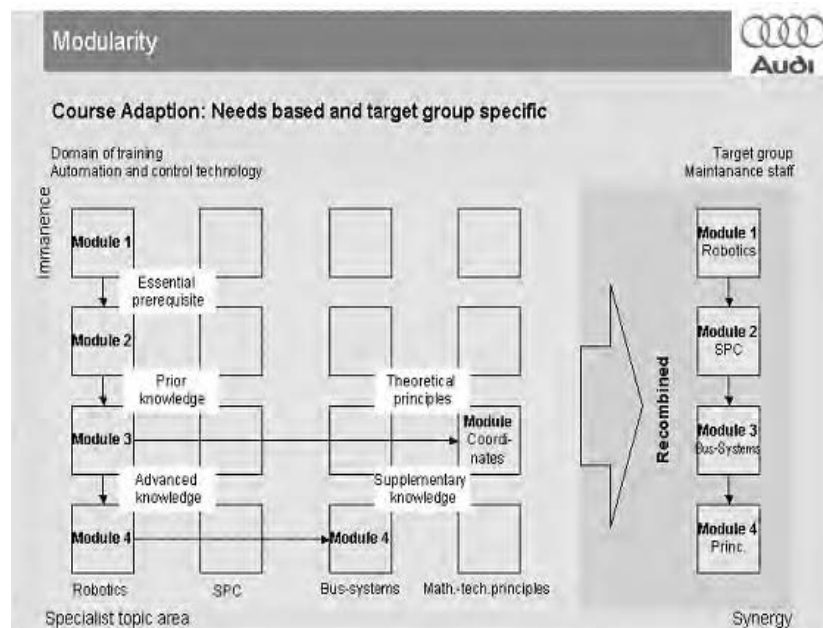 Modularity
Audi
Course Adaption: Needs based and target group specific
Domain of training
Automation and control technology
Target group
Maintanance staff
Immanence
Module 1
Essential
prerequisite
Module 2
Prior
knowledge
Theoretical
principles
Module 3
Module
Coordi-
nates
Advanced
knowledge
Supplementary
knowledge
Module 4
Module 4
Robotics
SPC
Bus-systems
Math.-tech.principles
Specialist topic area
Recombined
Module 1
Robotics
Module 2
SPC
Module 3
Bus-Systems
Module 4
Princ.
Synergy